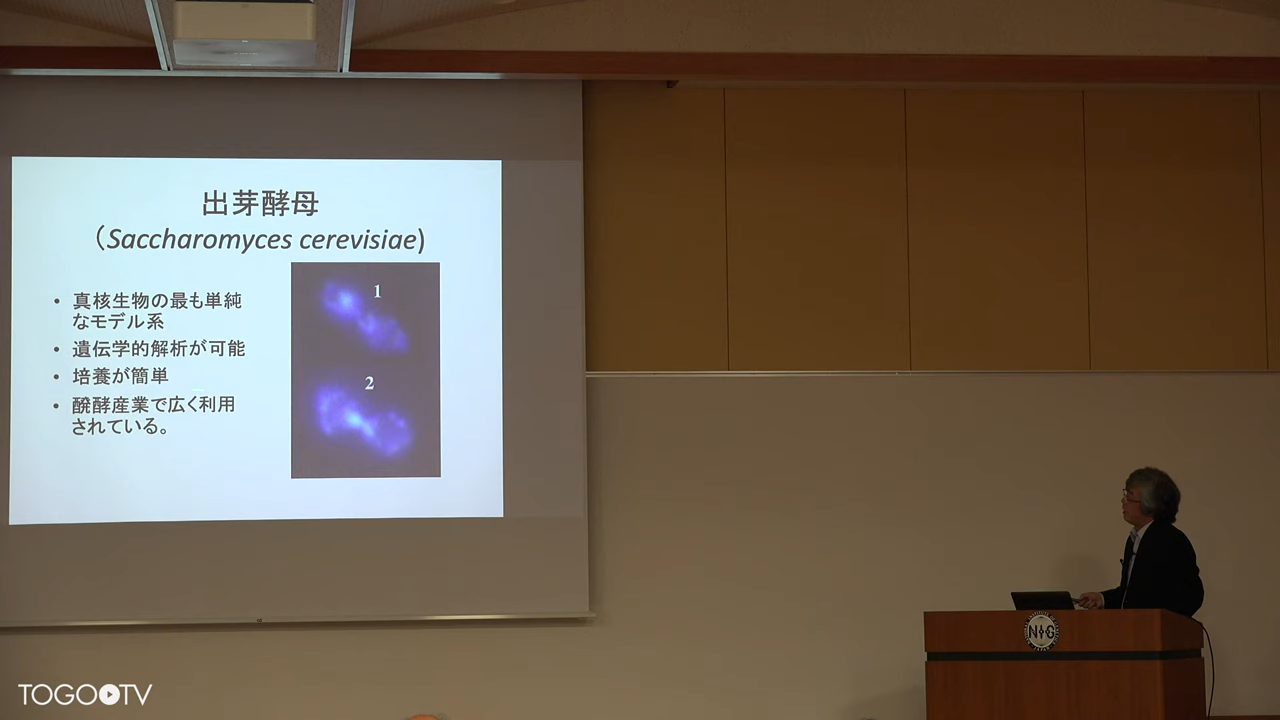 出芽酵母
（Saccharomyces cerevisiae)
• 真核生物の最も単純
なモデル系
• 遺伝学的解析が可能
• 培養が簡単
• 醗酵産業で広く利用
されている。
1
2
NIG
TOGOTV